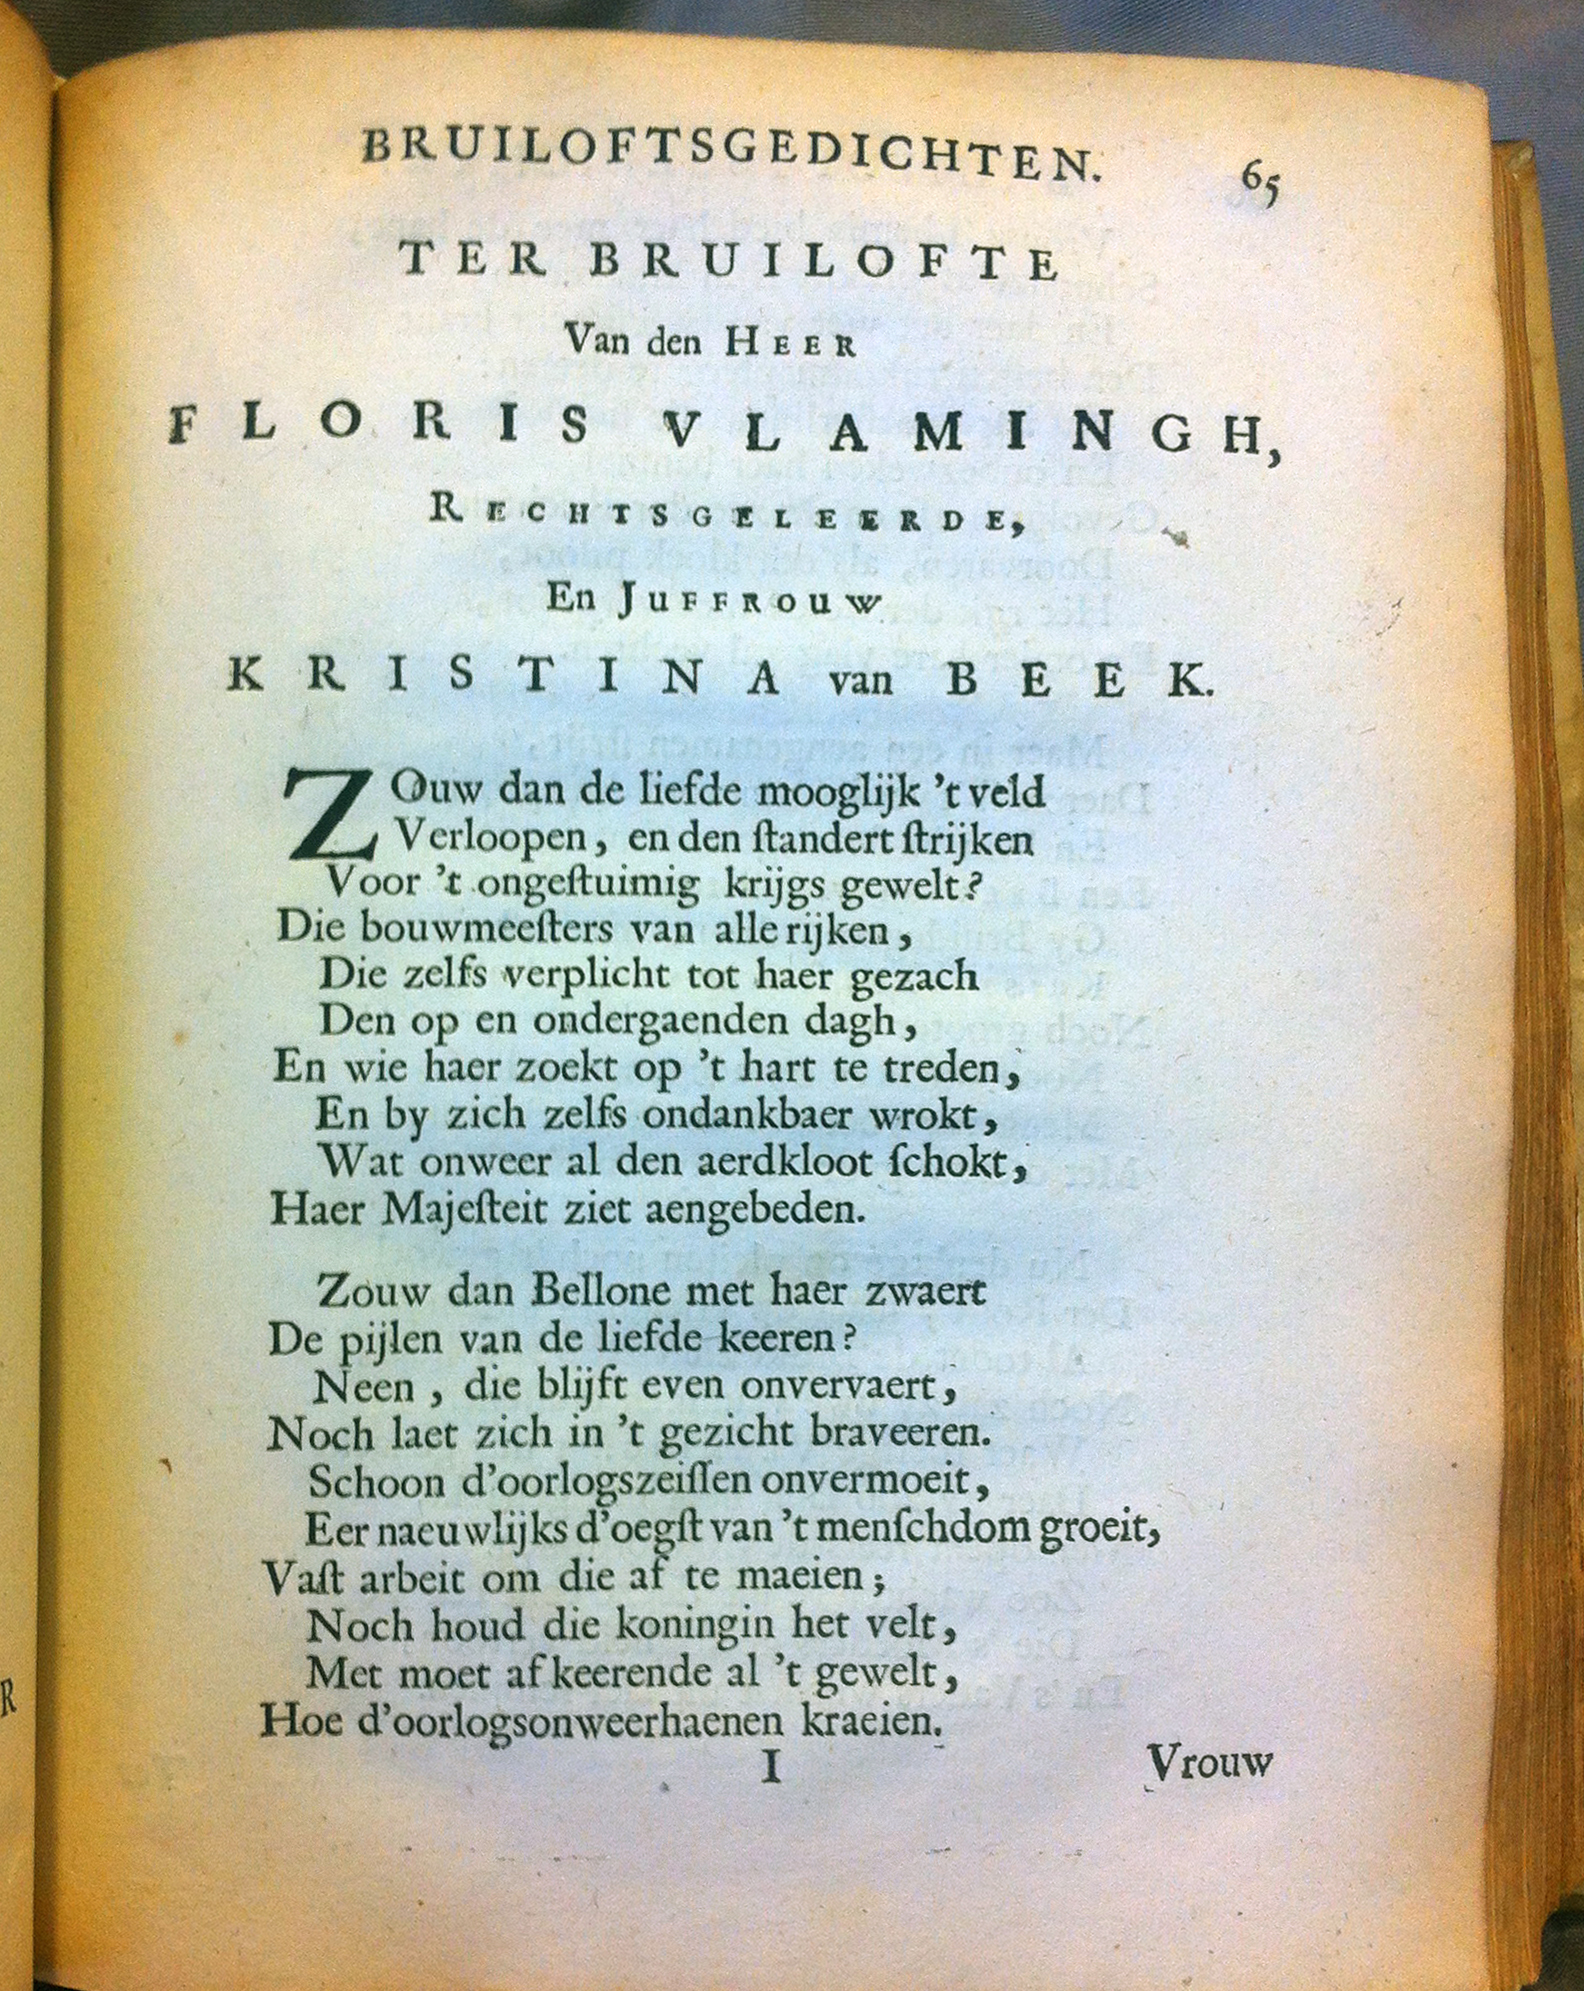 BRUILOFTSGEDICHTEN. 65
TER BRUILOFTE
Van den HEER
FLORIS VLAMINGH,
RECHTSGELEERDE,
En JUFFROUW
KRISTINA van BEEK.
ZOuw dan de liefde mooglijk 't veld
Verloopen, en den ſtandert ſtrijken
Voor 't ongeſtuimig krijgs gewelt?
Die bouwmeeſters van alle rijken,
Die zelfs verplicht tot haer gezach
Den op en ondergaenden dagh,
En wie haer zoekt op 't hart te treden,
En by zich zelfs ondankbaer wrokt,
Wat onweer al den aerdkloot ſchokt,
Haer Majeſteit ziet aengebeden.
Zouw dan Bellone met haer zwaert
De pijlen van de liefde keeren?
Neen, die blijft even onvervaert,
Noch laet zich in 't gezicht braveeren.
Schoon d'oorlogszeiſſen onvermoeit,
Eer naeuwlijks d'oegſt van 't menſchdom groeit,
Vaſt arbeit om die af te maeien;
Noch houd die koningin het velt,
Met moet afkeerende al 't gewelt,
Hoe d'oorlogsonweerhaenen kraeien.
I Vrouw
R